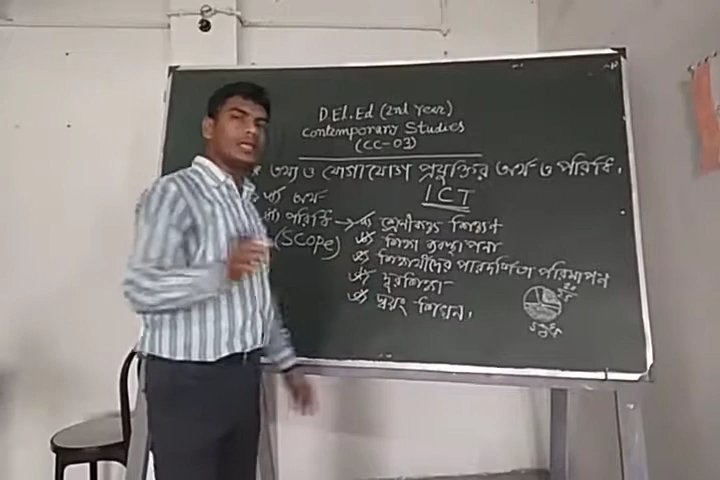 D.El.Ed (2nd Year)
Contemporary Studies
(CC-03)
তথ্য ও যোগাযোগ প্রযুক্তির অর্থ ও পরিধি।
ICT
অর্থ
পরিধি → শ্রেণীকক্ষ শিক্ষণ
(Scope) শিক্ষা ব্যবস্থাপনা
শিক্ষার্থীদের পারদর্শিতা পরিমাপন
দূরশিক্ষা
স্বয়ং শিখন।